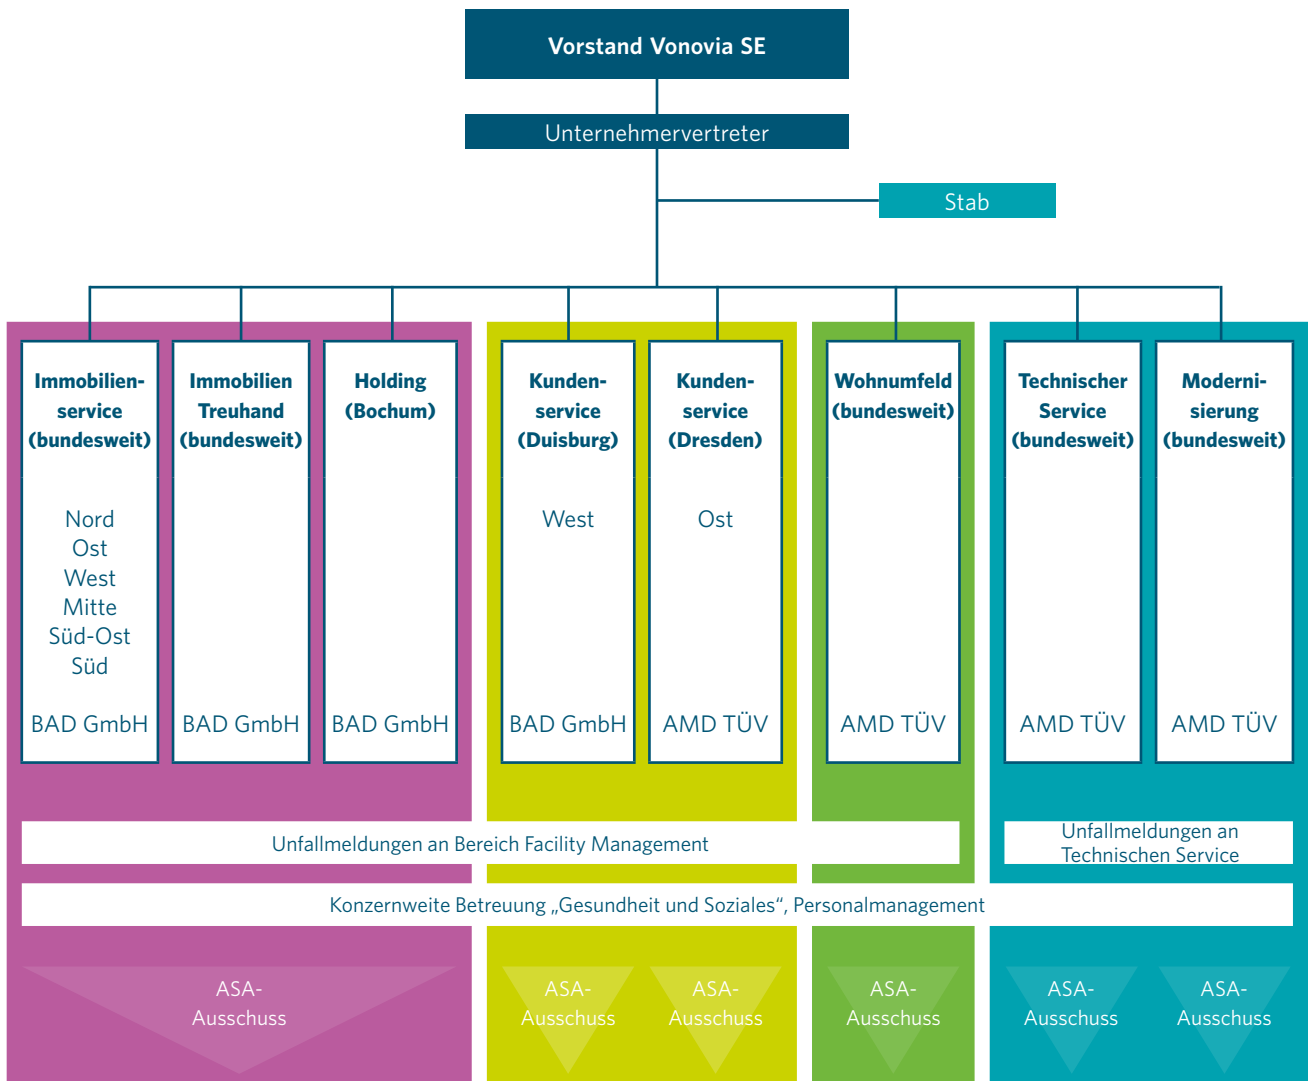 Vorstand Vonovia SE
Unternehmervertreter
Stab
Immobilien-
service
(bundesweit)
Nord
Ost
West
Mitte
Süd-Ost
Süd
BAD GmbH
Immobilien
Treuhand
(bundesweit)
BAD GmbH
Holding
(Bochum)
BAD GmbH
Kunden-
service
(Duisburg)
West
BAD GmbH
Kunden-
service
(Dresden)
Ost
AMD TÜV
Wohnumfeld
(bundesweit)
AMD TÜV
Technischer
Service
(bundesweit)
AMD TÜV
Moderni-
sierung
(bundesweit)
AMD TÜV
Unfallmeldungen an Bereich Facility Management
Unfallmeldungen an
Technischen Service
Konzernweite Betreuung „Gesundheit und Soziales“, Personalmanagement
ASA-
Ausschuss
ASA-
Ausschuss
ASA-
Ausschuss
ASA-
Ausschuss
ASA-
Ausschuss
ASA-
Ausschuss